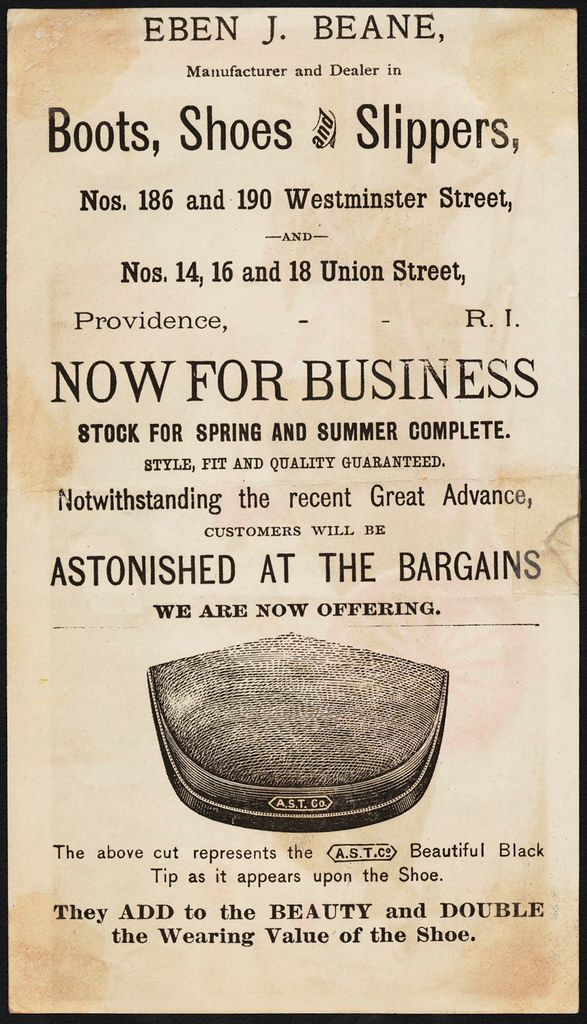 EBEN J. BEANE,
Manufacturer and Dealer in
Boots, Shoes and Slippers,
Nos. 186 and 190 Westminster Street,
—AND—
Nos. 14, 16 and 18 Union Street,
Providence, - - R. I.
NOW FOR BUSINESS
STOCK FOR SPRING AND SUMMER COMPLETE.
STYLE, FIT AND QUALITY GUARANTEED.
Notwithstanding the recent Great Advance,
CUSTOMERS WILL BE
ASTONISHED AT THE BARGAINS
WE ARE NOW OFFERING.
A.S.T. Co.
The above cut represents the A.S.T.Co Beautiful Black
Tip as it appears upon the Shoe.
They ADD to the BEAUTY and DOUBLE
the Wearing Value of the Shoe.